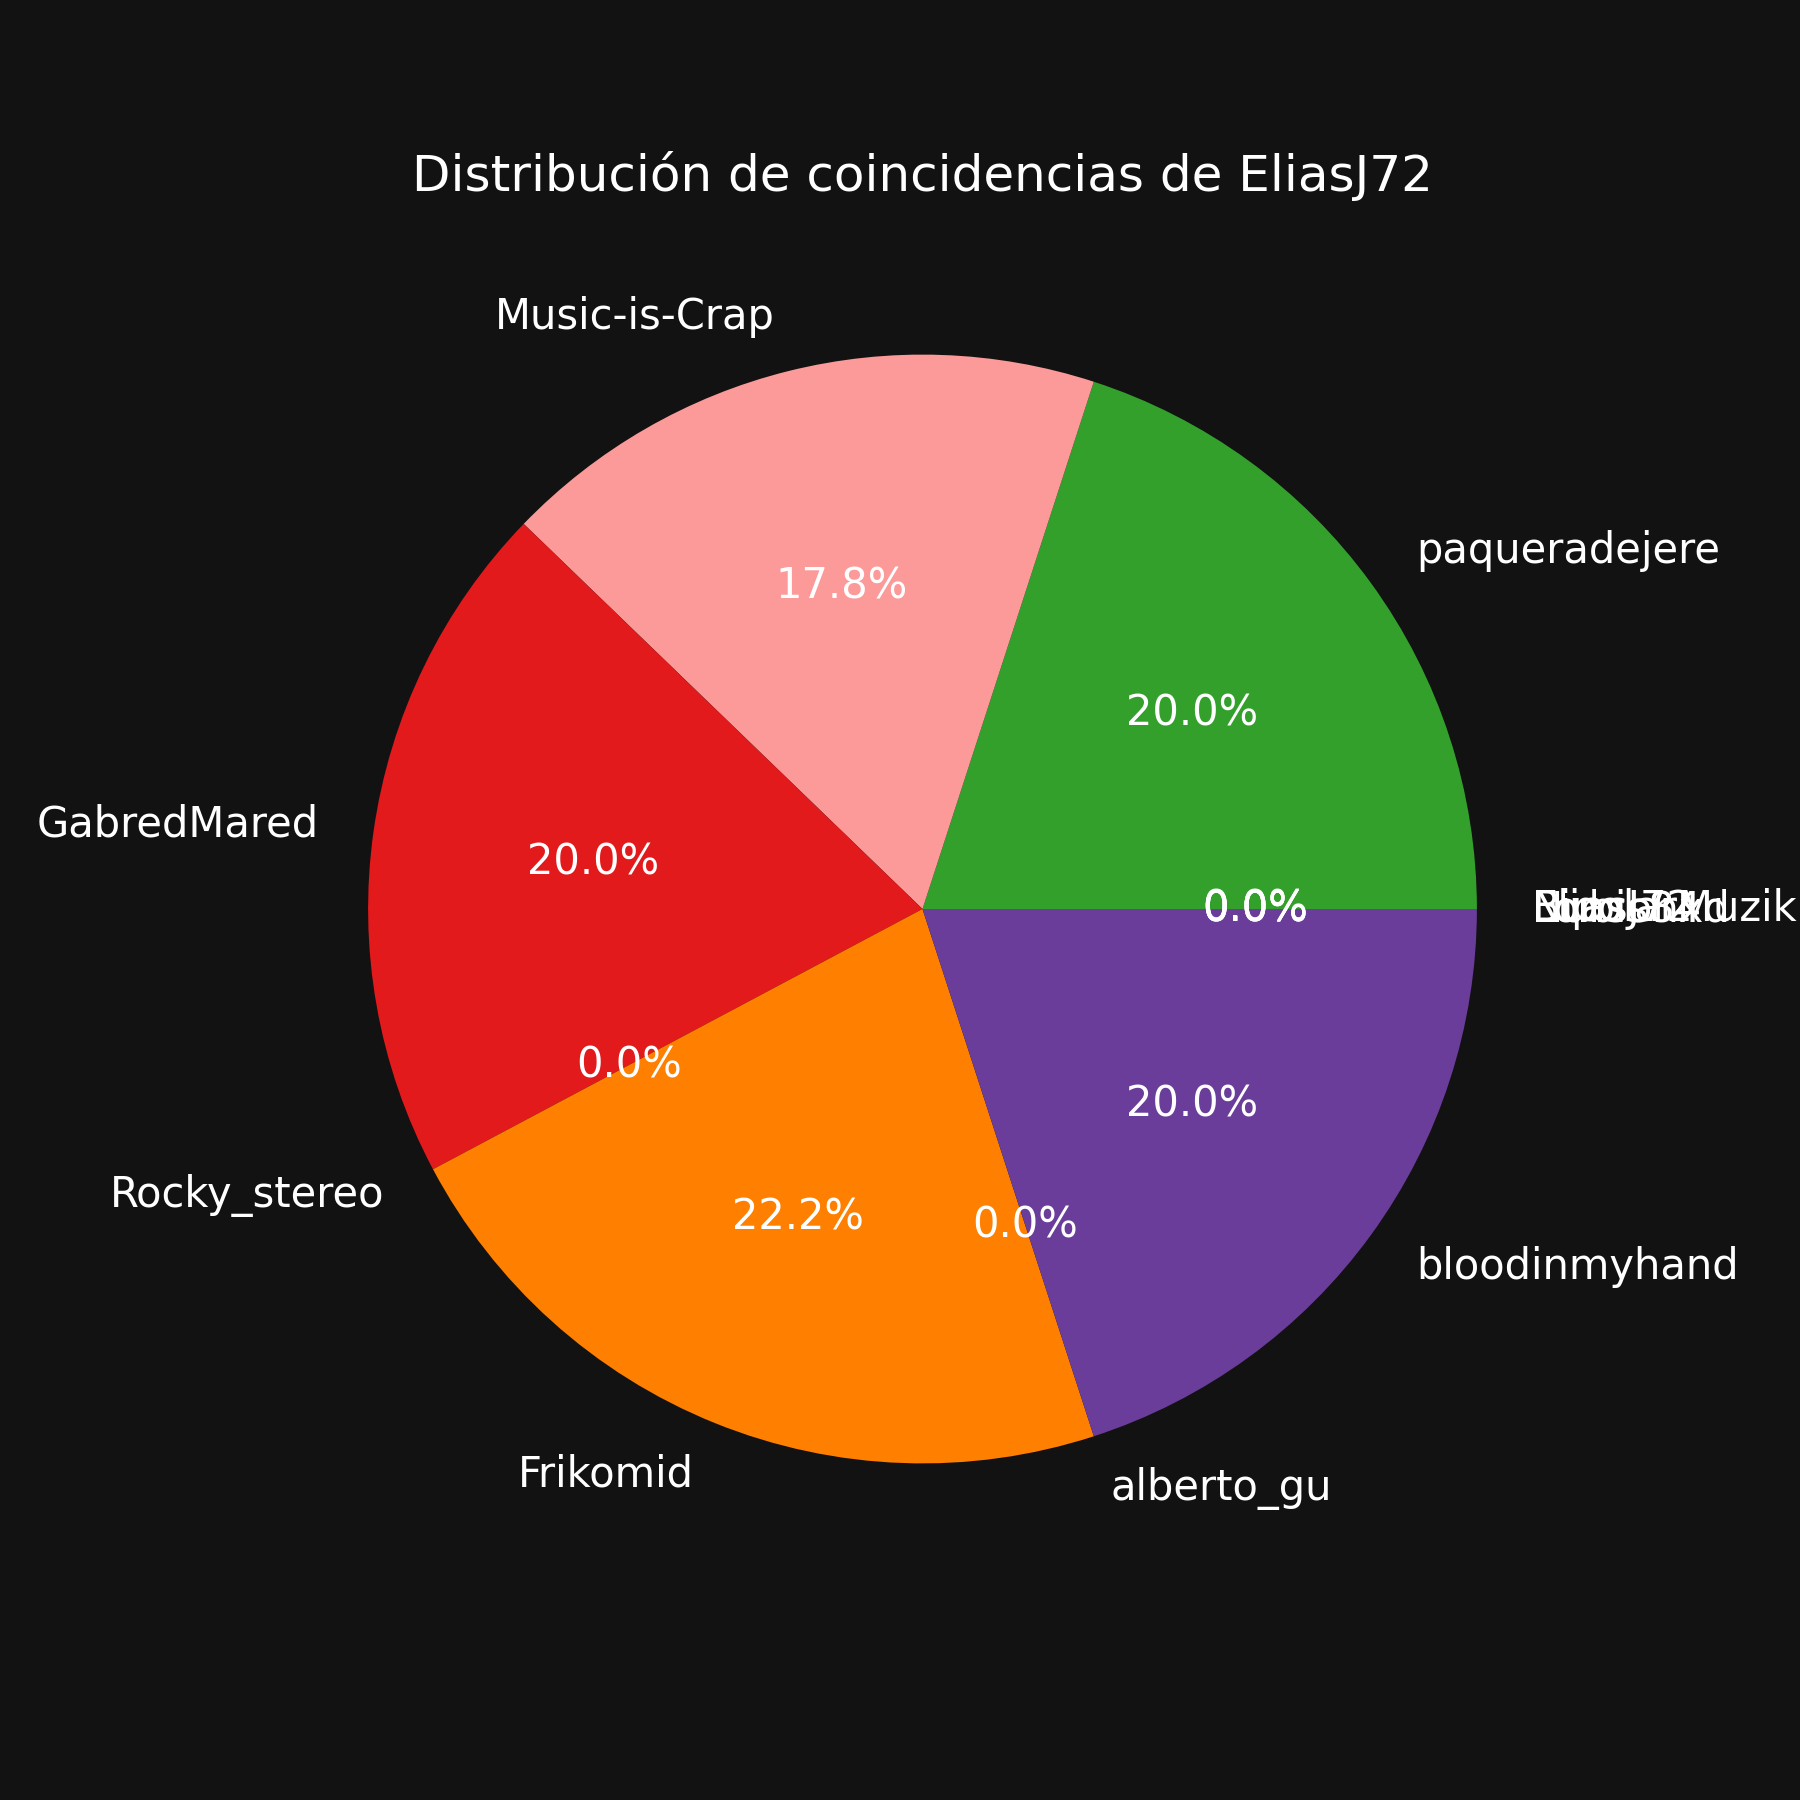 Distribución de coincidencias de EliasJ72
Music-is-Crap
paqueradejere
17.8%
20.0%
GabredMared
20.0%
0.0%
0.0%
Rocky_stereo
20.0%
bloodinmyhand
22.2%
0.0%
Frikomid
alberto_gu